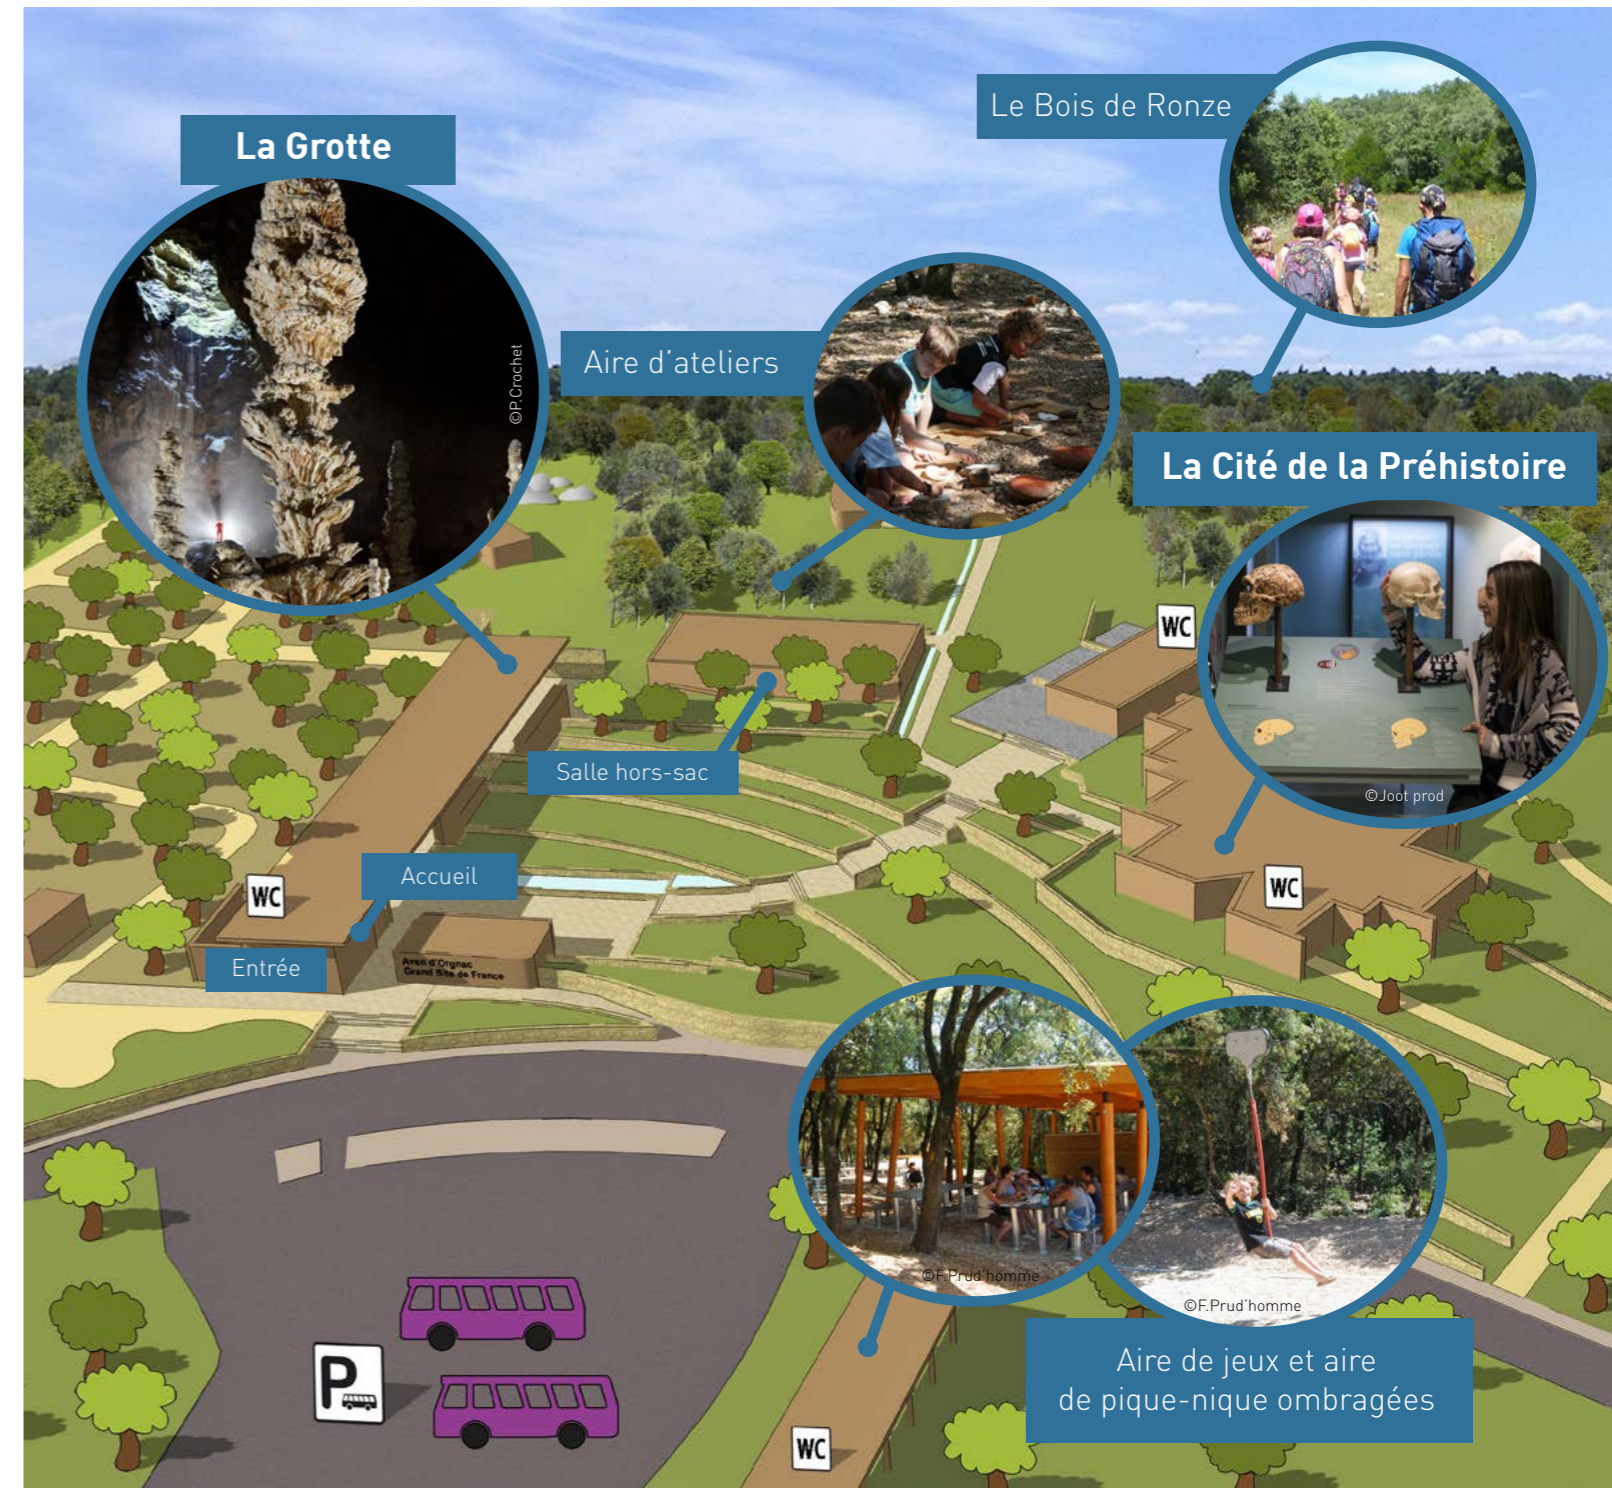 Le Bois de Ronze
La Grotte
©P.Crochet
Aire d'ateliers
La Cité de la Préhistoire
WC
©Joot prod
Salle hors-sac
Accueil
WC
WC
Entrée
Aven d'Orgnac
Grand Site de France
©F.Prud'homme
©F.Prud'homme
Aire de jeux et aire
de pique-nique ombragées
P
WC